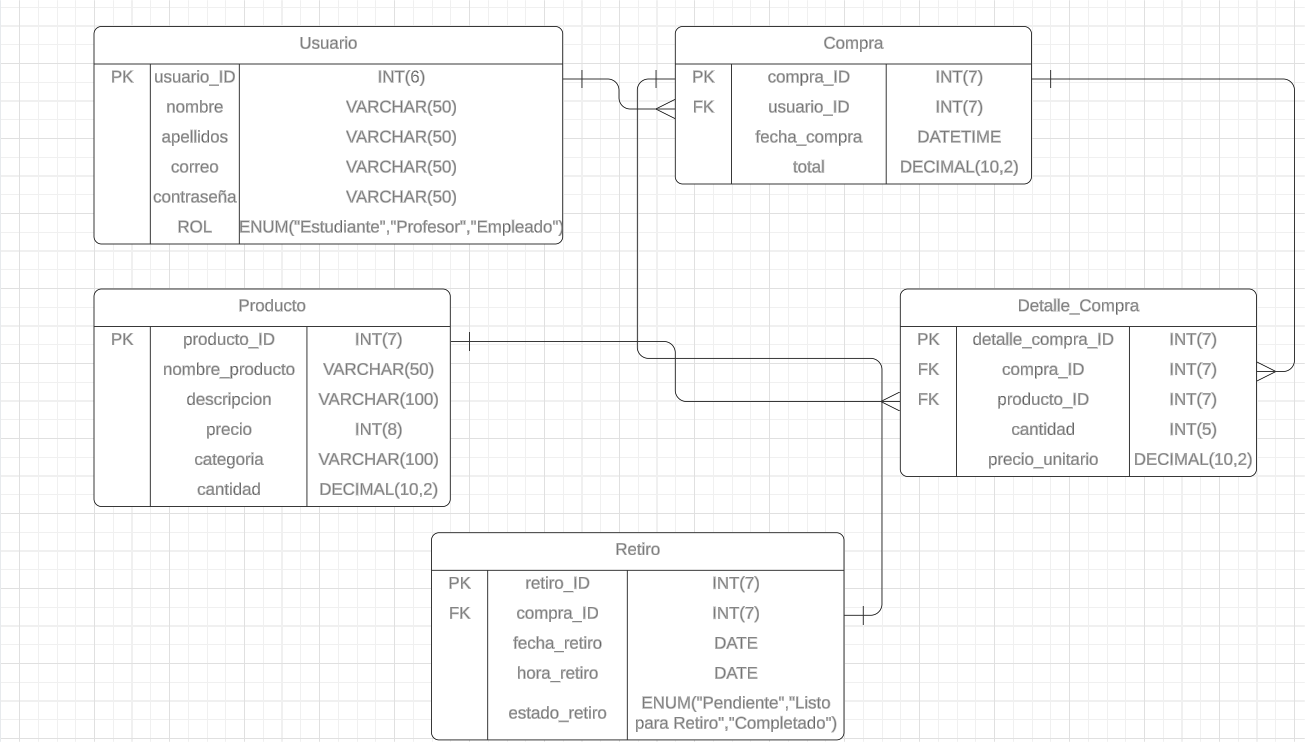 Usuario
PK usuario_ID INT(6)
nombre VARCHAR(50)
apellidos VARCHAR(50)
correo VARCHAR(50)
contraseña VARCHAR(50)
ROL ENUM("Estudiante","Profesor","Empleado")
Compra
PK compra_ID INT(7)
FK usuario_ID INT(7)
fecha_compra DATETIME
total DECIMAL(10,2)
Producto
PK producto_ID INT(7)
nombre_producto VARCHAR(50)
descripcion VARCHAR(100)
precio INT(8)
categoria VARCHAR(100)
cantidad DECIMAL(10,2)
Detalle_Compra
PK detalle_compra_ID INT(7)
FK compra_ID INT(7)
FK producto_ID INT(7)
cantidad INT(5)
precio_unitario DECIMAL(10,2)
Retiro
PK retiro_ID INT(7)
FK compra_ID INT(7)
fecha_retiro DATE
hora_retiro DATE
estado_retiro ENUM("Pendiente","Listo
para Retiro","Completado")